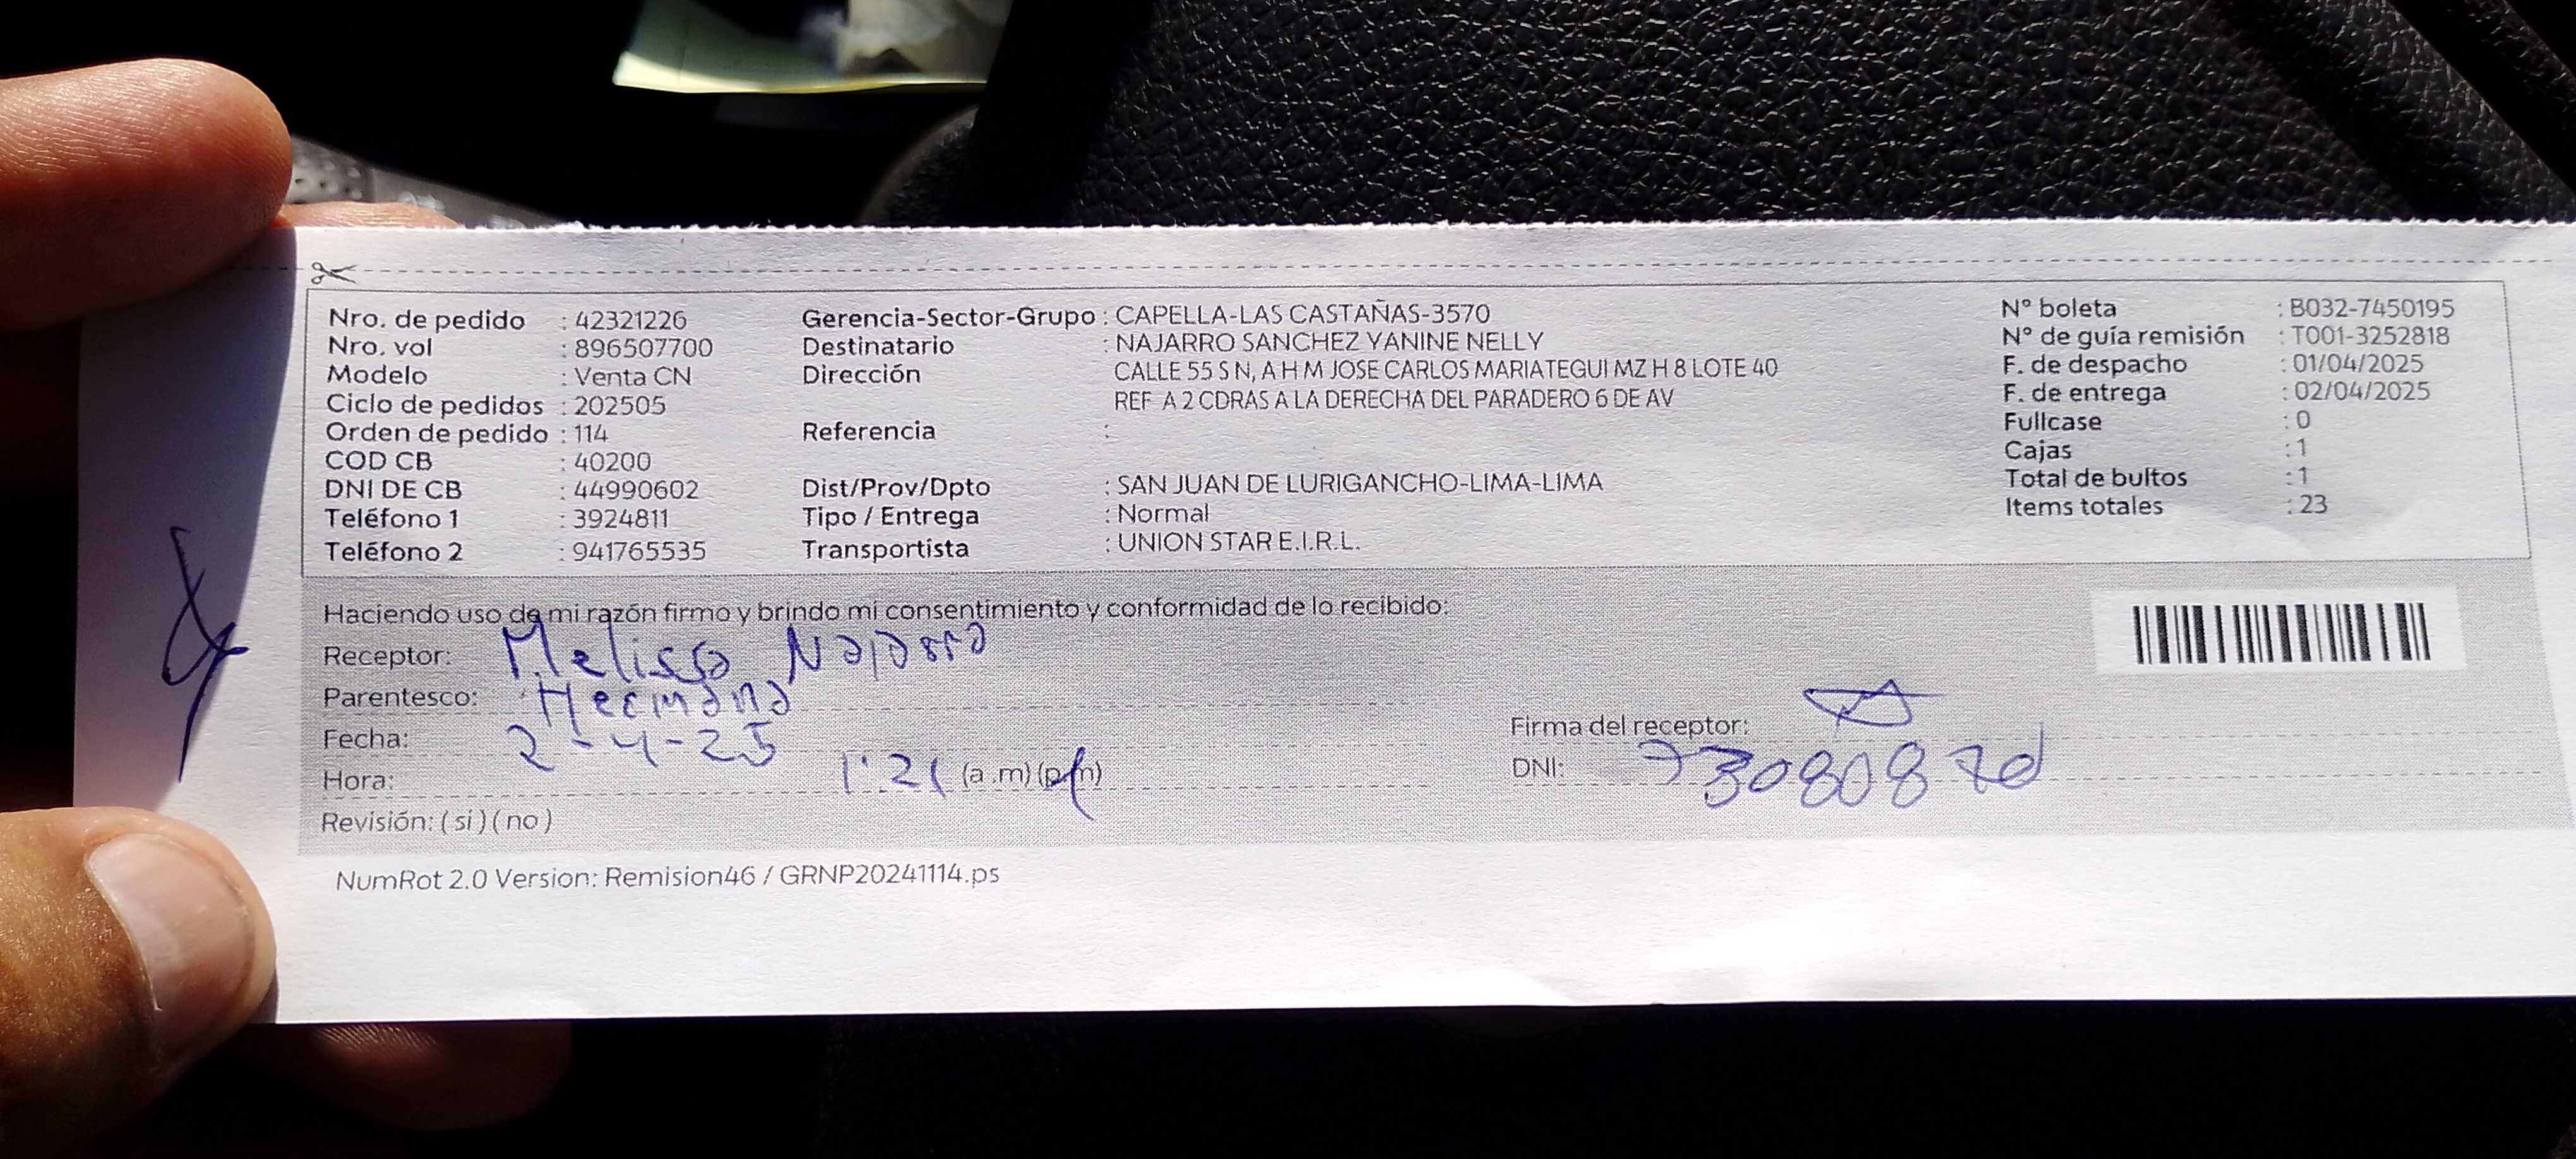 Nro. de pedido : 42321226
Nro. vol : 896507700
Modelo : Venta CN
Ciclo de pedidos : 202505
Orden de pedido : 114
COD CB : 40200
DNI DE CB : 44990602
Teléfono 1 : 3924811
Teléfono 2 : 941765535
Gerencia-Sector-Grupo : CAPELLA-LAS CASTAÑAS-3570
Destinatario : NAJARRO SANCHEZ YANINE NELLY
Dirección CALLE 55 S N, A H M JOSE CARLOS MARIATEGUI MZ H 8 LOTE 40
REF A 2 CDRAS A LA DERECHA DEL PARADERO 6 DE AV
Referencia :
Dist/Prov/Dpto : SAN JUAN DE LURIGANCHO-LIMA-LIMA
Tipo / Entrega : Normal
Transportista : UNION STAR E.I.R.L.
N° boleta : B032-7450195
N° de guía remisión : T001-3252818
F. de despacho : 01/04/2025
F. de entrega : 02/04/2025
Fullcase : 0
Cajas : 1
Total de bultos : 1
Items totales : 23
Haciendo uso de mi razón firmo y brindo mi consentimiento y conformidad de lo recibido:
Receptor: Melissa Najarro
Parentesco: Hermana
Fecha: 2-4-25
Hora: 1:21 (a.m) (p.m)
Revisión: ( si ) ( no )
Firma del receptor:
DNI:
NumRot 2.0 Version: Remision46 / GRNP20241114.ps